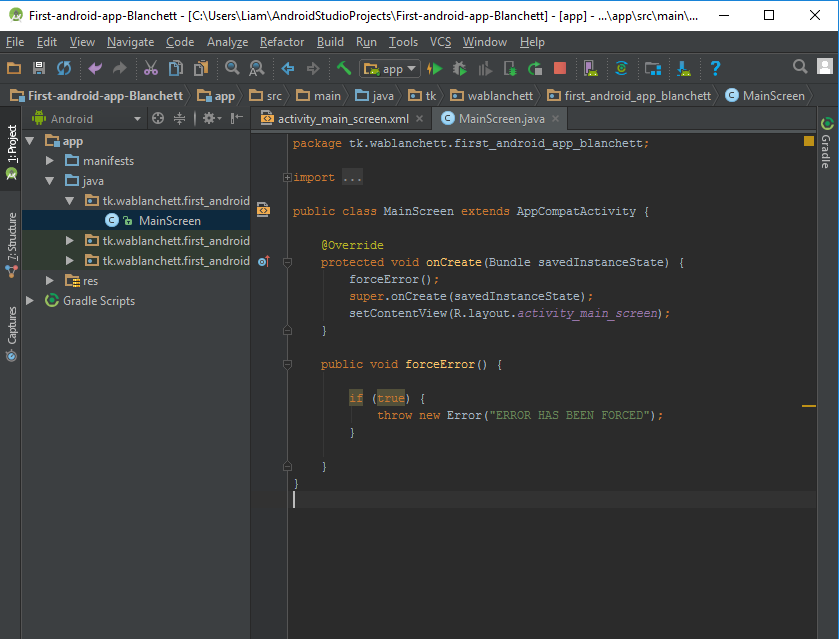 First-android-app-Blanchett - [C:\Users\Liam\AndroidStudioProjects\First-android-app-Blanchett] - [app] - ...\app\src\main\...
File Edit View Navigate Code Analyze Refactor Build Run Tools VCS Window Help
app
First-android-app-Blanchett app src main java tk wablanchett first_android_app_blanchett MainScreen
1: Project
7: Structure
Captures
Android
app
manifests
java
tk.wablanchett.first_android
MainScreen
tk.wablanchett.first_android
tk.wablanchett.first_android
res
Gradle Scripts
activity_main_screen.xml MainScreen.java
package tk.wablanchett.first_android_app_blanchett;
import ...
public class MainScreen extends AppCompatActivity {
@Override
protected void onCreate(Bundle savedInstanceState) {
forceError();
super.onCreate(savedInstanceState);
setContentView(R.layout.activity_main_screen);
}
public void forceError() {
if (true) {
throw new Error("ERROR HAS BEEN FORCED");
}
}
}
Gradle